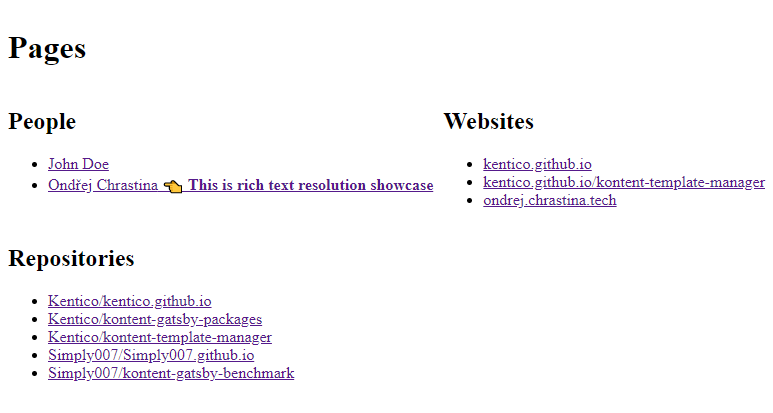 Pages
People
John Doe
Ondřej Chrastina 👈 This is rich text resolution showcase
Websites
kentico.github.io
kentico.github.io/kontent-template-manager
ondrej.chrastina.tech
Repositories
Kentico/kentico.github.io
Kentico/kontent-gatsby-packages
Kentico/kontent-template-manager
Simply007/Simply007.github.io
Simply007/kontent-gatsby-benchmark